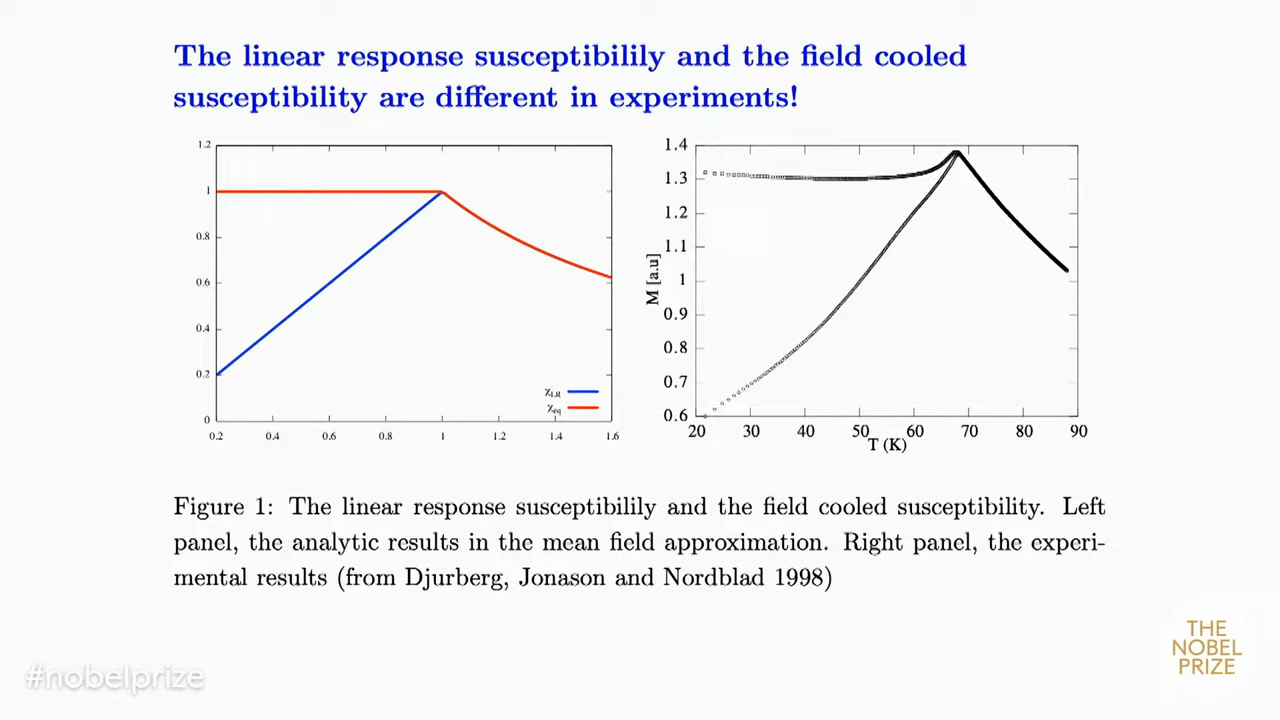 The linear response susceptibilily and the field cooled
susceptibility are different in experiments!
1.2
1
0.8
0.6
0.4
0.2
0
0.2 0.4 0.6 0.8 1 1.2 1.4 1.6
χLR
χeq
1.4
1.3
1.2
1.1
1
0.9
0.8
0.7
0.6
M [a.u]
20 30 40 50 60 70 80 90
T (K)
Figure 1: The linear response susceptibilily and the field cooled susceptibility. Left
panel, the analytic results in the mean field approximation. Right panel, the experi-
mental results (from Djurberg, Jonason and Nordblad 1998)
#nobelprize
THE
NOBEL
PRIZE